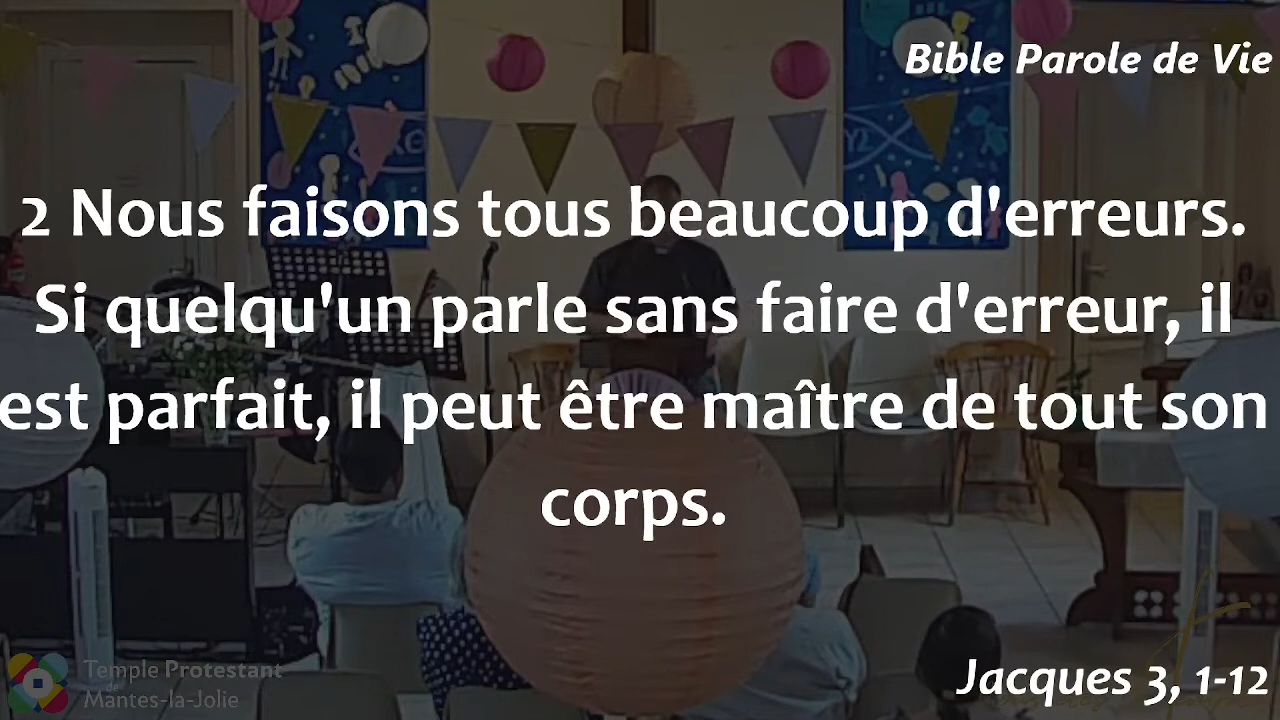 Bible Parole de Vie
2 Nous faisons tous beaucoup d'erreurs.
Si quelqu'un parle sans faire d'erreur, il
est parfait, il peut être maître de tout son
corps.
Temple Protestant
de
Mantes-la-Jolie
Jacques 3, 1-12